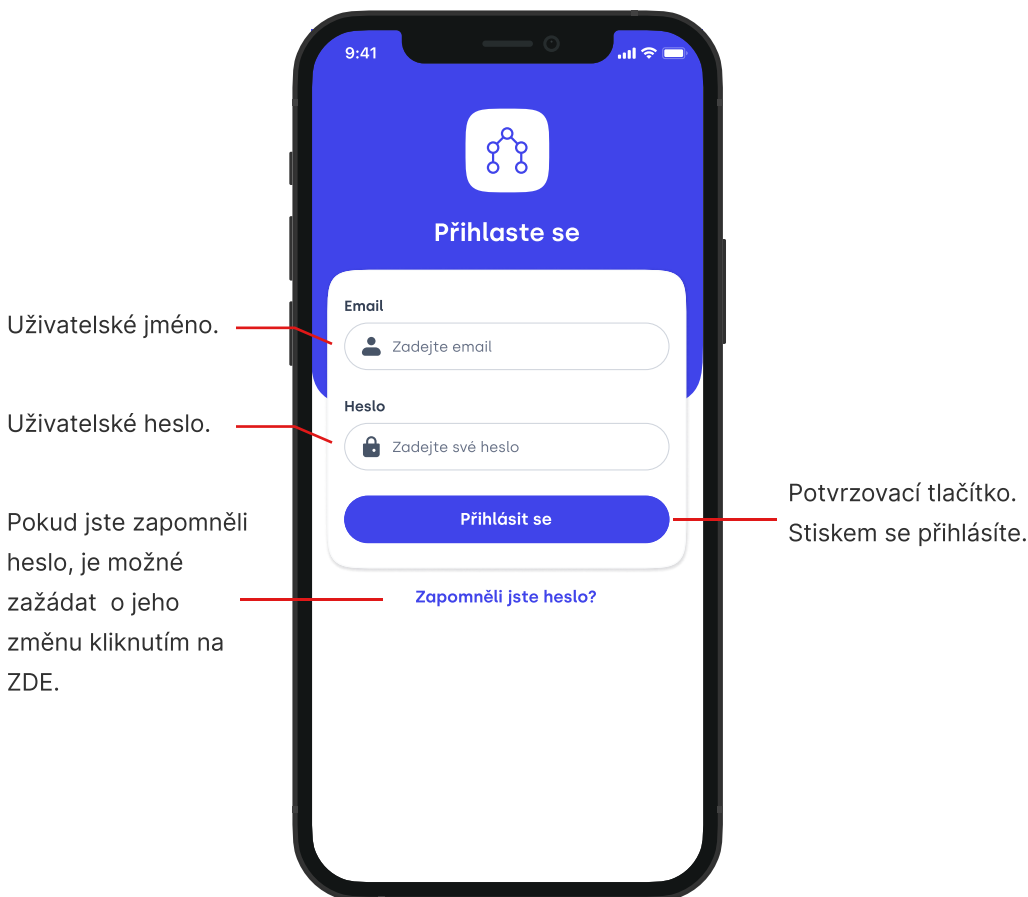 9:41
Přihlaste se
Email
Uživatelské jméno.
Zadejte email
Heslo
Uživatelské heslo.
Zadejte své heslo
Přihlásit se
Potvrzovací tlačítko.
Stiskem se přihlásíte.
Pokud jste zapomněli
heslo, je možné
zažádat  o jeho
změnu kliknutím na
ZDE.
Zapomněli jste heslo?